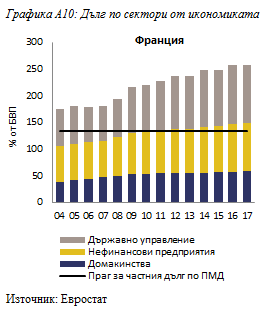 Графика А10: Дълг по сектори от икономиката
Франция
% от БВП
300
250
200
150
100
50
0
04 05 06 07 08 09 10 11 12 13 14 15 16 17
Държавно управление
Нефинансови предприятия
Домакинства
Праг за частния дълг по ПМД
Източник: Евростат